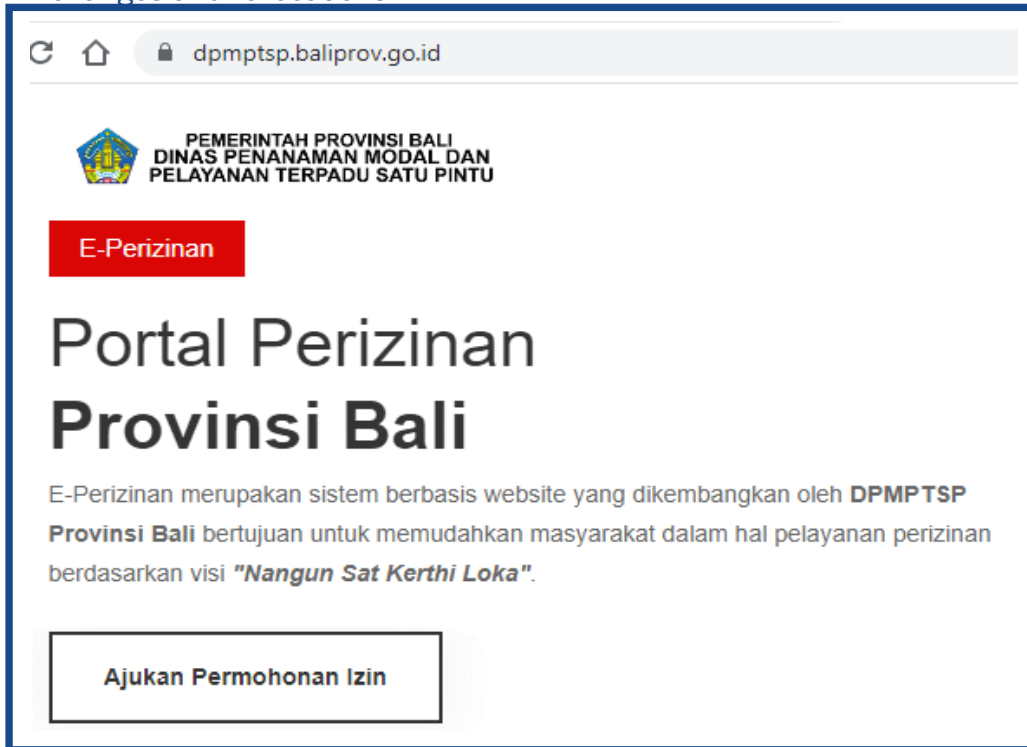 dpmptsp.baliprov.go.id
PEMERINTAH PROVINSI BALI
DINAS PENANAMAN MODAL DAN
PELAYANAN TERPADU SATU PINTU
E-Perizinan
Portal Perizinan
Provinsi Bali
E-Perizinan merupakan sistem berbasis website yang dikembangkan oleh DPMPTSP
Provinsi Bali bertujuan untuk memudahkan masyarakat dalam hal pelayanan perizinan
berdasarkan visi "Nangun Sat Kerthi Loka".
Ajukan Permohonan Izin